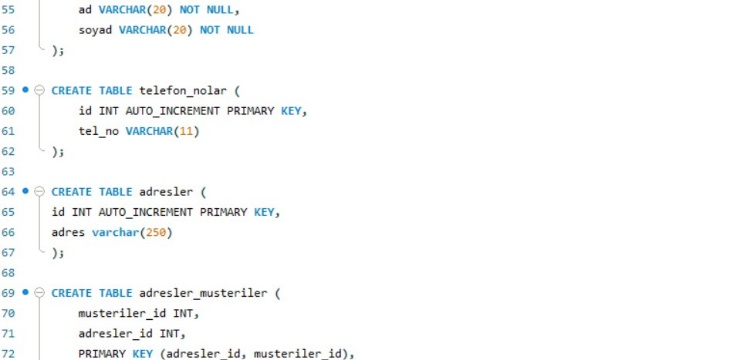 55 ad VARCHAR(20) NOT NULL,
56 soyad VARCHAR(20) NOT NULL
57 );
58
59 CREATE TABLE telefon_nolar (
60 id INT AUTO_INCREMENT PRIMARY KEY,
61 tel_no VARCHAR(11)
62 );
63
64 CREATE TABLE adresler (
65 id INT AUTO_INCREMENT PRIMARY KEY,
66 adres varchar(250)
67 );
68
69 CREATE TABLE adresler_musteriler (
70 musteriler_id INT,
71 adresler_id INT,
72 PRIMARY KEY (adresler_id, musteriler_id),